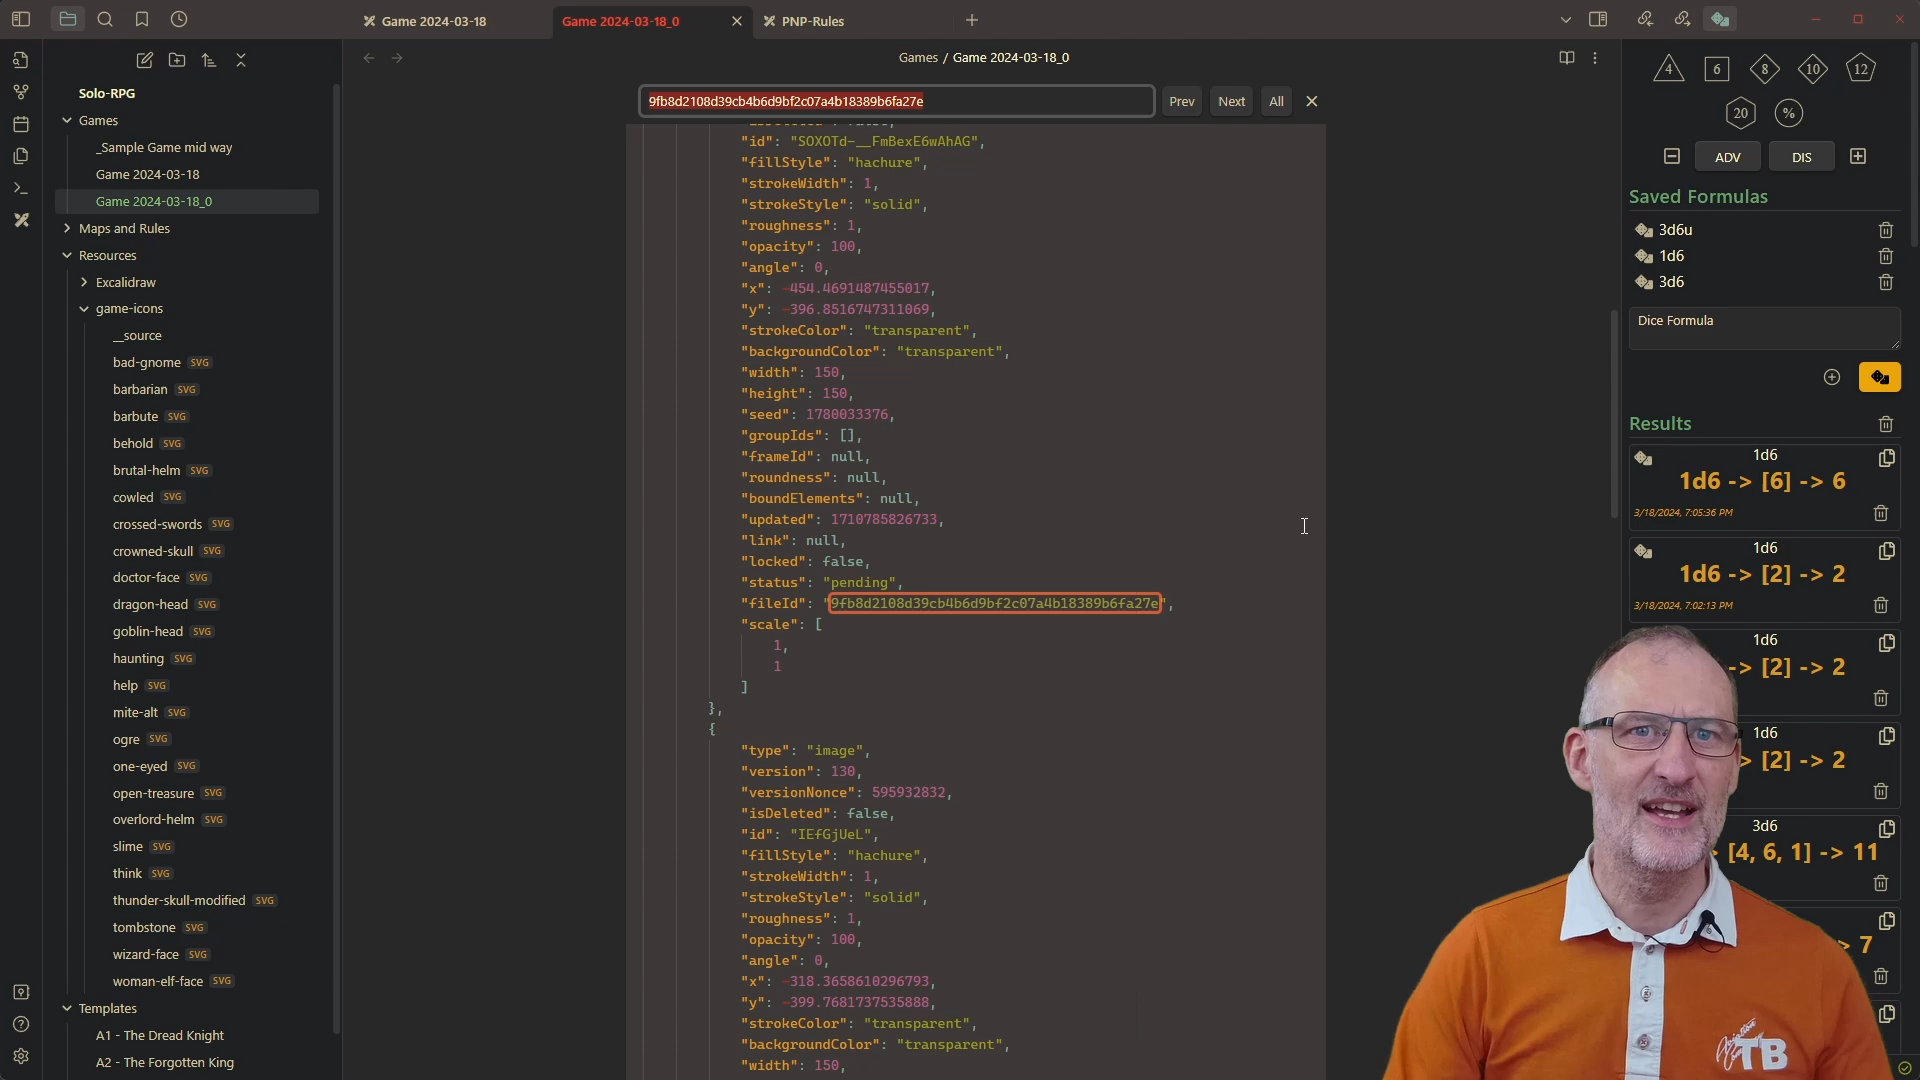 Game 2024-03-18
Game 2024-03-18_0
PNP-Rules
Games / Game 2024-03-18_0
Solo-RPG
Games
_Sample Game mid way
Game 2024-03-18
Game 2024-03-18_0
Maps and Rules
Resources
Excalidraw
game-icons
__source
bad-gnome SVG
barbarian SVG
barbute SVG
behold SVG
brutal-helm SVG
cowled SVG
crossed-swords SVG
crowned-skull SVG
doctor-face SVG
dragon-head SVG
goblin-head SVG
haunting SVG
help SVG
mite-alt SVG
ogre SVG
one-eyed SVG
open-treasure SVG
overlord-helm SVG
slime SVG
think SVG
thunder-skull-modified SVG
tombstone SVG
wizard-face SVG
woman-elf-face SVG
Templates
A1 - The Dread Knight
A2 - The Forgotten King
9fb8d2108d39cb4b6d9bf2c07a4b18389b6fa27e
Prev
Next
All
"id": "SOXOTd-__FmBexE6wAhAG",
"fillStyle": "hachure",
"strokeWidth": 1,
"strokeStyle": "solid",
"roughness": 1,
"opacity": 100,
"angle": 0,
"x": -454.4691487455017,
"y": -396.8516747311069,
"strokeColor": "transparent",
"backgroundColor": "transparent",
"width": 150,
"height": 150,
"seed": 1780033376,
"groupIds": [],
"frameId": null,
"roundness": null,
"boundElements": null,
"updated": 1710785826733,
"link": null,
"locked": false,
"status": "pending",
"fileId": "9fb8d2108d39cb4b6d9bf2c07a4b18389b6fa27e",
"scale": [
1,
1
]
},
{
"type": "image",
"version": 130,
"versionNonce": 595932832,
"isDeleted": false,
"id": "IEfGjUeL",
"fillStyle": "hachure",
"strokeWidth": 1,
"strokeStyle": "solid",
"roughness": 1,
"opacity": 100,
"angle": 0,
"x": -318.3658610296793,
"y": -399.7681737535888,
"strokeColor": "transparent",
"backgroundColor": "transparent",
"width": 150,
4 6 8 10 12
20 %
ADV
DIS
Saved Formulas
3d6u
1d6
3d6
Dice Formula
Results
1d6
1d6 -> [6] -> 6
3/18/2024, 7:05:36 PM
1d6
1d6 -> [2] -> 2
3/18/2024, 7:02:13 PM
1d6
-> [2] -> 2
1d6
> [2] -> 2
3d6
> [4, 6, 1] -> 11
> 7
TB